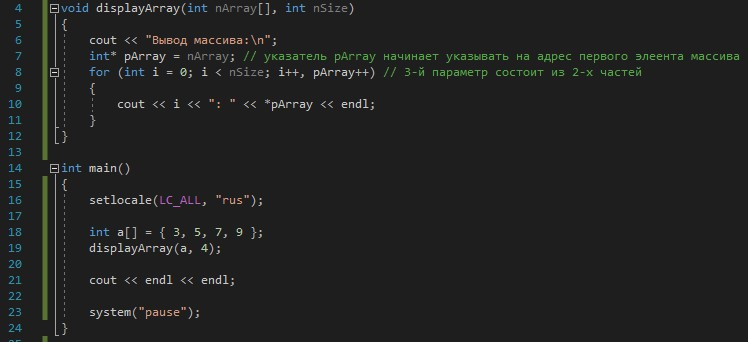 4 void displayArray(int nArray[], int nSize)
5 {
6 cout << "Вывод массива:\n";
7 int* pArray = nArray; // указатель pArray начинает указывать на адрес первого элеента массива
8 for (int i = 0; i < nSize; i++, pArray++) // 3-й параметр состоит из 2-х частей
9 {
10 cout << i << ": " << *pArray << endl;
11 }
12 }
13
14 int main()
15 {
16 setlocale(LC_ALL, "rus");
17
18 int a[] = { 3, 5, 7, 9 };
19 displayArray(a, 4);
20
21 cout << endl << endl;
22
23 system("pause");
24 }